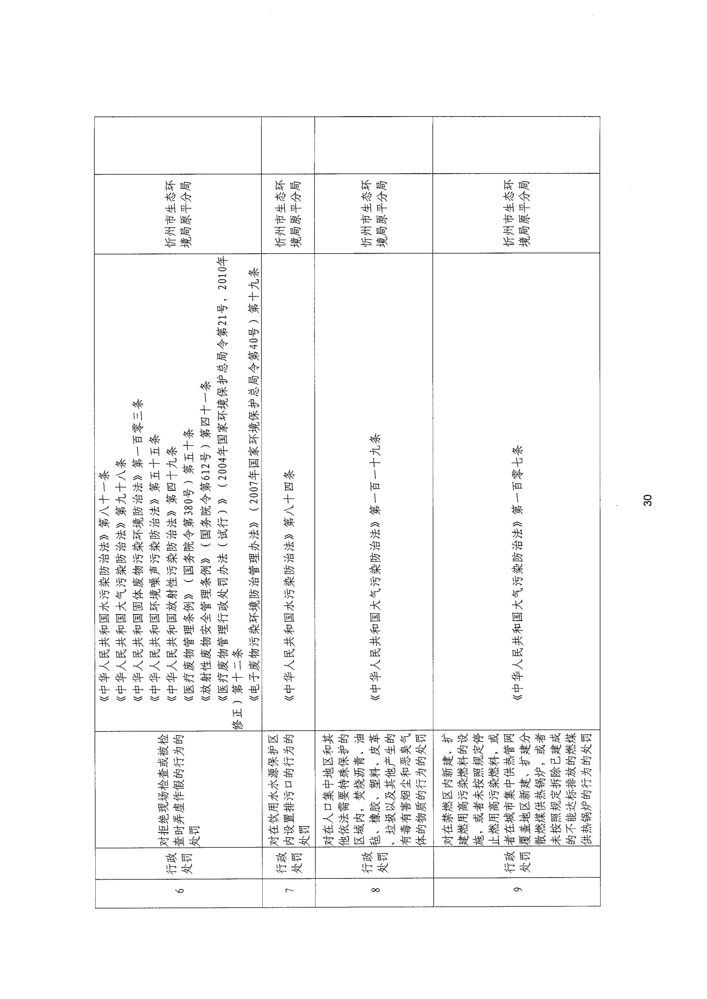 6
行政
处罚
对拒绝现场检查或被检
查时弄虚作假的行为的
处罚
《中华人民共和国水污染防治法》第八十一条
《中华人民共和国大气污染防治法》第九十八条
《中华人民共和国固体废物污染环境防治法》第一百零三条
《中华人民共和国环境噪声污染防治法》第五十五条
《中华人民共和国放射性污染防治法》第四十九条
《医疗废物管理条例》（国务院令第380号）第五十条
《放射性废物安全管理条例》（国务院令第612号）第四十一条
《医疗废物管理行政处罚办法（试行）》（2004年国家环境保护总局令第21号，2010年
修正）第十二条
《电子废物污染环境防治管理办法》（2007年国家环境保护总局令第40号）第十九条
忻州市生态环
境局原平分局
7
行政
处罚
对在饮用水水源保护区
内设置排污口的行为的
处罚
《中华人民共和国水污染防治法》第八十四条
忻州市生态环
境局原平分局
8
行政
处罚
对在人口集中地区和其
他依法需要特殊保护的
区域内，焚烧沥青、油
毡、橡胶、塑料、皮革
、垃圾以及其他产生的
有毒有害烟尘和恶臭气
体的物质的行为的处罚
《中华人民共和国大气污染防治法》第一百一十九条
忻州市生态环
境局原平分局
9
行政
处罚
对在禁燃区内新建、扩
建燃用高污染燃料的设
施，或者未按照规定停
止燃用高污染燃料，或
者在城市集中供热管网
覆盖地区新建、扩建分
散燃煤供热锅炉，或者
未按照规定拆除已建成
的不能达标排放的燃煤
供热锅炉的行为的处罚
《中华人民共和国大气污染防治法》第一百零七条
忻州市生态环
境局原平分局
30